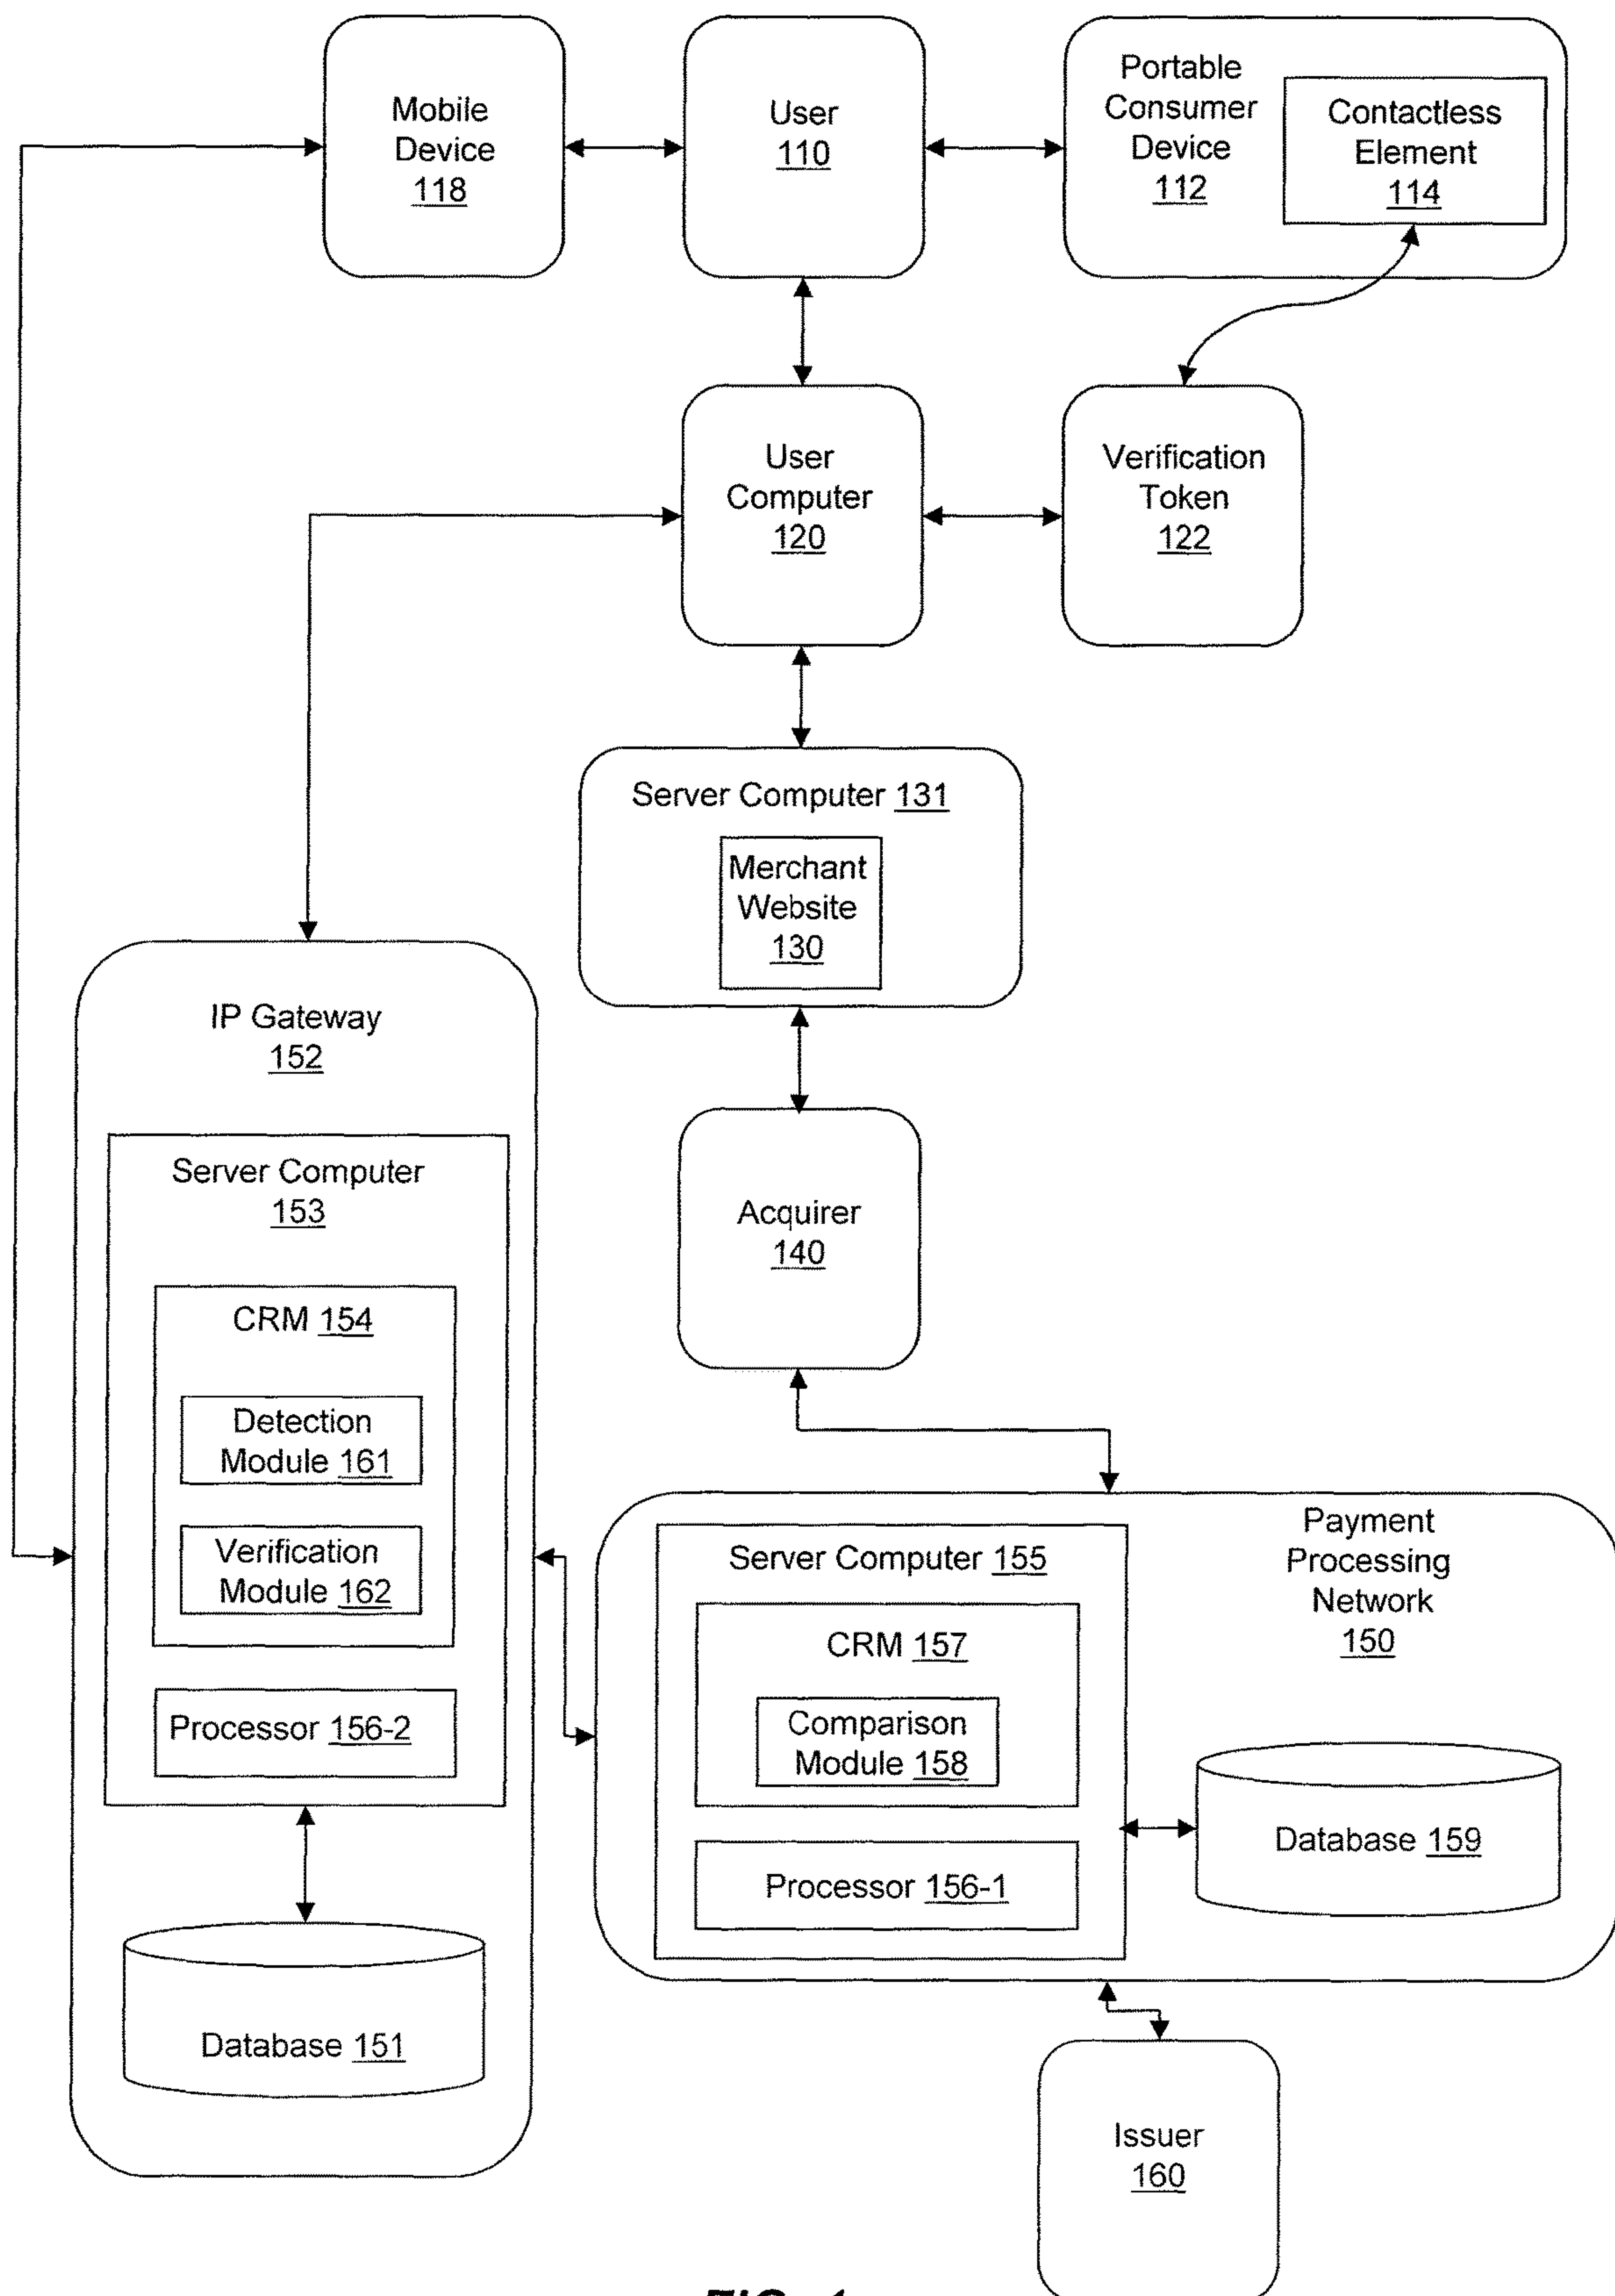 Mobile
Device
118
User
110
Portable
Consumer
Device
112
Contactless
Element
114
User
Computer
120
Verification
Token
122
Server Computer 131
Merchant
Website
130
IP Gateway
152
Server Computer
153
CRM 154
Detection
Module 161
Verification
Module 162
Processor 156-2
Database 151
Acquirer
140
Payment
Processing
Network
150
Server Computer 155
CRM 157
Comparison
Module 158
Processor 156-1
Database 159
Issuer
160